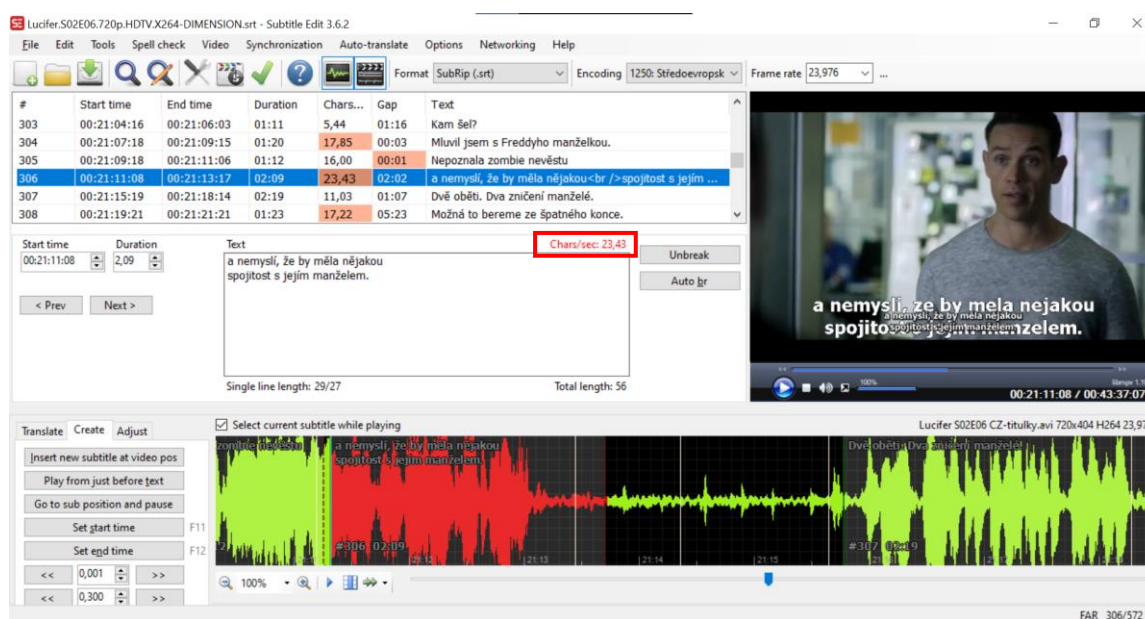 Lucifer.S02E06.720p.HDTV.X264-DIMENSION.srt - Subtitle Edit 3.6.2
File Edit Tools Spell check Video Synchronization Auto-translate Options Networking Help
Format SubRip (.srt) Encoding 1250: Středoevropsk Frame rate 23,976 ...
# Start time End time Duration Chars... Gap Text
303 00:21:04:16 00:21:06:03 01:11 5,44 01:16 Kam šel?
304 00:21:07:18 00:21:09:15 01:20 17,85 00:03 Mluvil jsem s Freddyho manželkou.
305 00:21:09:18 00:21:11:06 01:12 16,00 00:01 Nepoznala zombie nevěstu
306 00:21:11:08 00:21:13:17 02:09 23,43 02:02 a nemyslí, že by měla nějakou<br />spojitost s jejím ...
307 00:21:15:19 00:21:18:14 02:19 11,03 01:07 Dvě oběti. Dva zničení manželé.
308 00:21:19:21 00:21:21:21 01:23 17,22 05:23 Možná to bereme ze špatného konce.
Start time Duration Text Chars/sec: 23,43
00:21:11:08 2,09
a nemyslí, že by měla nějakou
spojitost s jejím manželem.
Unbreak
Auto br
< Prev Next >
Single line length: 29/27 Total length: 56
a nemysli, ze by mela nejakou
a nemyslí, že by měla nějakou
spojitost s jejím manželem.
100%
00:21:11:08 / 00:43:37:07
Translate Create Adjust
Select current subtitle while playing
Lucifer S02E06 CZ-titulky.avi 720x404 H264 23,97
Insert new subtitle at video pos
Play from just before text
Go to sub position and pause
Set start time F11
Set end time F12
<< 0,001 >>
<< 0,300 >>
zombie nevěstu
a nemyslí, že by měla nějakou
spojitost s jejím manželem.
Dvě oběti. Dva zničení manželé.
#306 02:09
#307 02:19
21:13
21:14
21:15
100%
FAR 306/572